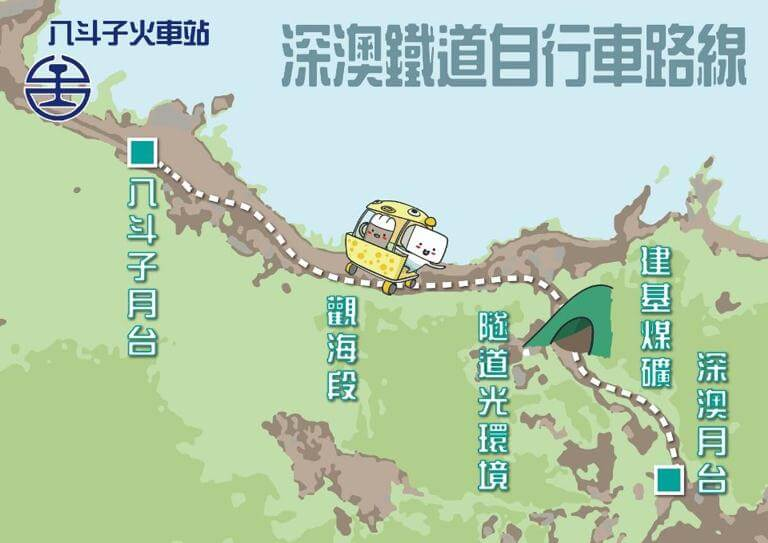 八斗子火車站
深澳鐵道自行車路線
八斗子月台
觀海段
隧道光環境
建基煤礦
深澳月台